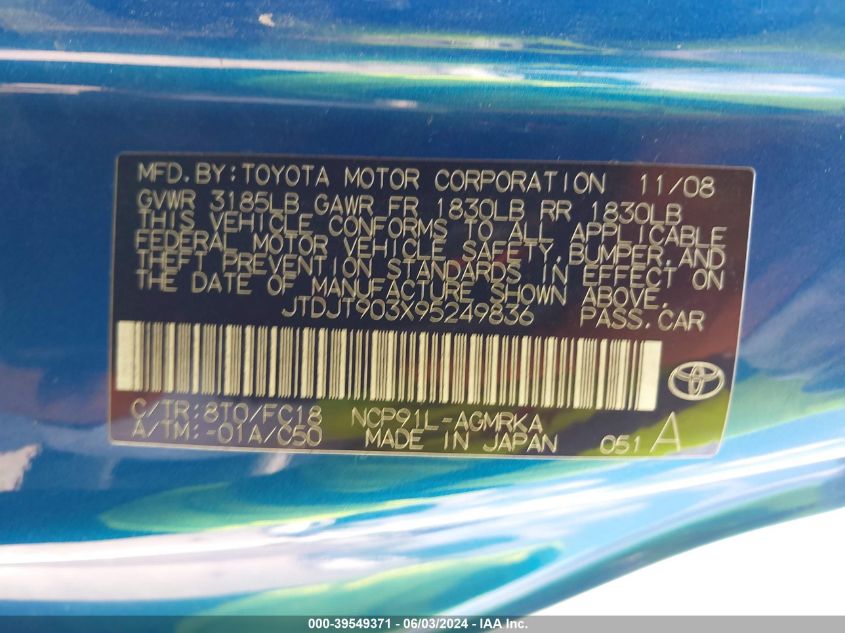 MFD. BY: TOYOTA MOTOR CORPORATION 11/08
GVWR 3185LB GAWR FR 1830LB RR 1830LB
THIS VEHICLE CONFORMS TO ALL APPLICABLE
FEDERAL MOTOR VEHICLE SAFETY, BUMPER, AND
THEFT PREVENTION STANDARDS IN EFFECT ON
THE DATE OF MANUFACTURE SHOWN ABOVE.
JTDJT903X95249836 PASS. CAR
C/TR: 8T0/FC18 NCP91L-AGMRKA
A/TM: -01A/C50 MADE IN JAPAN 051 A
000-39549371 | 06/03/2024 - © IAA Inc.